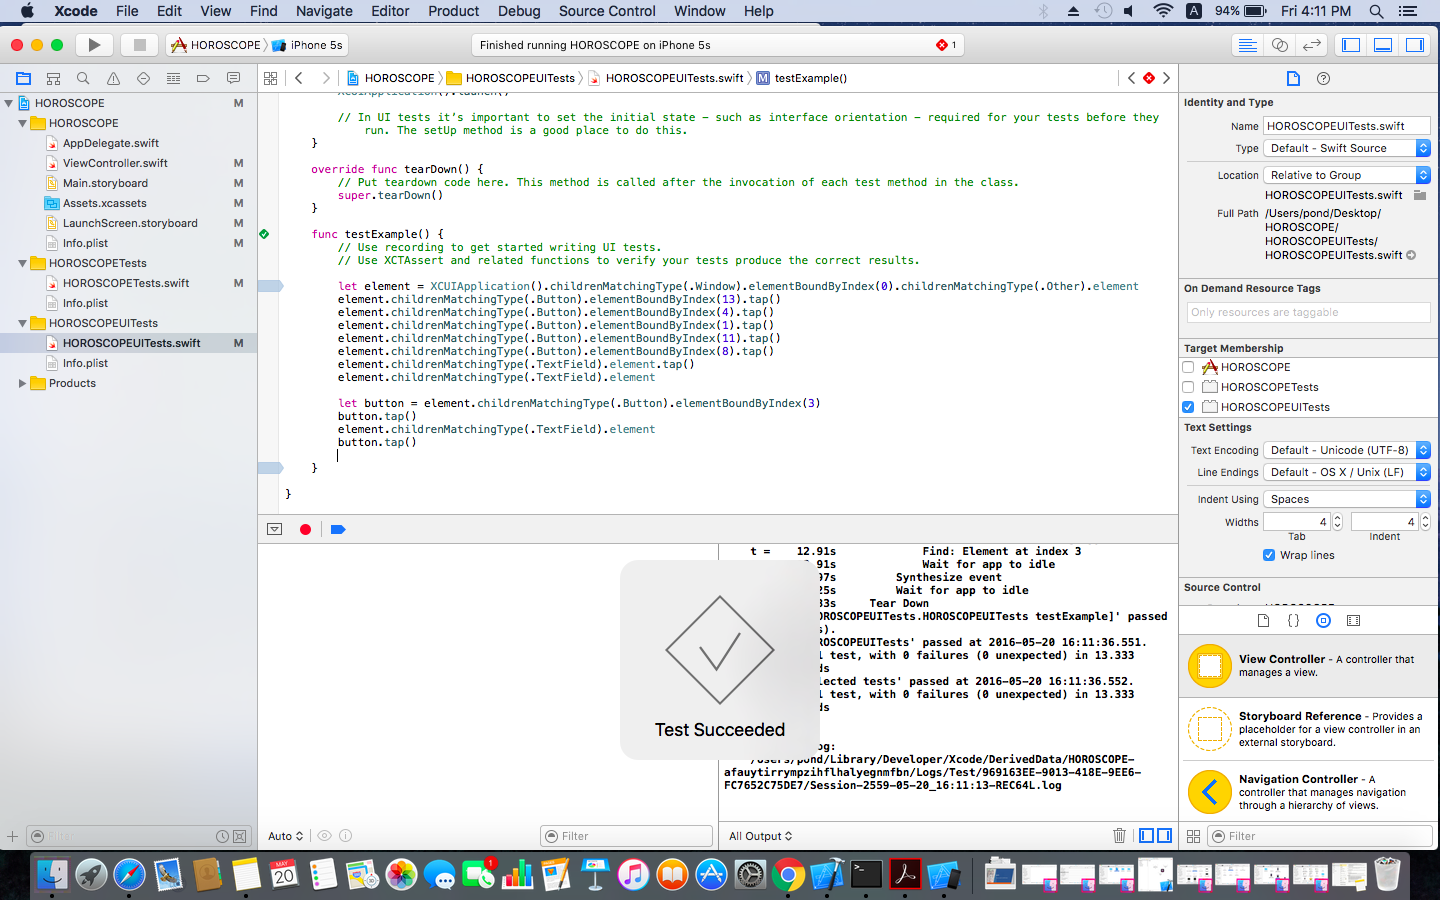 Xcode File Edit View Find Navigate Editor Product Debug Source Control Window Help
A 94% Fri 4:11 PM
HOROSCOPE iPhone 5s
Finished running HOROSCOPE on iPhone 5s
1
HOROSCOPE HOROSCOPEUITests HOROSCOPEUITests.swift M testExample()
HOROSCOPE M
HOROSCOPE
AppDelegate.swift
ViewController.swift M
Main.storyboard M
Assets.xcassets M
LaunchScreen.storyboard M
Info.plist M
HOROSCOPETests
HOROSCOPETests.swift M
Info.plist
HOROSCOPEUITests
HOROSCOPEUITests.swift M
Info.plist
Products
Filter
XCUIApplication().launch()
// In UI tests it's important to set the initial state - such as interface orientation - required for your tests before they
run. The setUp method is a good place to do this.
}
override func tearDown() {
// Put teardown code here. This method is called after the invocation of each test method in the class.
super.tearDown()
}
func testExample() {
// Use recording to get started writing UI tests.
// Use XCTAssert and related functions to verify your tests produce the correct results.
let element = XCUIApplication().childrenMatchingType(.Window).elementBoundByIndex(0).childrenMatchingType(.Other).element
element.childrenMatchingType(.Button).elementBoundByIndex(13).tap()
element.childrenMatchingType(.Button).elementBoundByIndex(4).tap()
element.childrenMatchingType(.Button).elementBoundByIndex(1).tap()
element.childrenMatchingType(.Button).elementBoundByIndex(11).tap()
element.childrenMatchingType(.Button).elementBoundByIndex(8).tap()
element.childrenMatchingType(.TextField).element.tap()
element.childrenMatchingType(.TextField).element
let button = element.childrenMatchingType(.Button).elementBoundByIndex(3)
button.tap()
element.childrenMatchingType(.TextField).element
button.tap()
}
}
Auto
Filter
t = 12.91s Find: Element at index 3
.91s Wait for app to idle
97s Synthesize event
25s Wait for app to idle
33s Tear Down
OROSCOPEUITests.HOROSCOPEUITests testExample]' passed
s).
ROSCOPEUITests' passed at 2016-05-20 16:11:36.551.
1 test, with 0 failures (0 unexpected) in 13.333
ds
lected tests' passed at 2016-05-20 16:11:36.552.
1 test, with 0 failures (0 unexpected) in 13.333
ds
og:
/Users/pond/Library/Developer/Xcode/DerivedData/HOROSCOPE-
afauytirrympzihflhalyegnmfbn/Logs/Test/969163EE-9013-418E-9EE6-
FC7652C75DE7/Session-2559-05-20_16:11:13-REC64L.log
Test Succeeded
All Output
Identity and Type
Name HOROSCOPEUITests.swift
Type Default - Swift Source
Location Relative to Group
HOROSCOPEUITests.swift
Full Path /Users/pond/Desktop/
HOROSCOPE/
HOROSCOPEUITests/
HOROSCOPEUITests.swift
On Demand Resource Tags
Only resources are taggable
Target Membership
HOROSCOPE
HOROSCOPETests
HOROSCOPEUITests
Text Settings
Text Encoding Default - Unicode (UTF-8)
Line Endings Default - OS X / Unix (LF)
Indent Using Spaces
Widths 4 4
Tab Indent
Wrap lines
Source Control
{}
View Controller - A controller that
manages a view.
Storyboard Reference - Provides a
placeholder for a view controller in an
external storyboard.
Navigation Controller - A
controller that manages navigation
through a hierarchy of views.
Filter
MAY
20
1